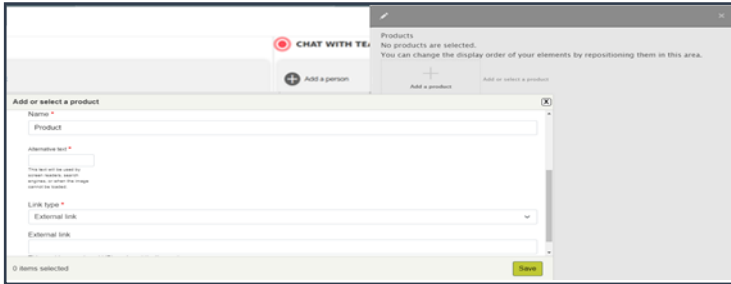 Products
No products are selected.
You can change the display order of your elements by repositioning them in this area.
CHAT WITH TEA
Add a person
Add a product
Add or select a product
Add or select a product
Name *
Product
Alternative text *
This text will be used by
screen readers, search
engines, or when the image
cannot be loaded.
Link type *
External link
External link
0 items selected
Save